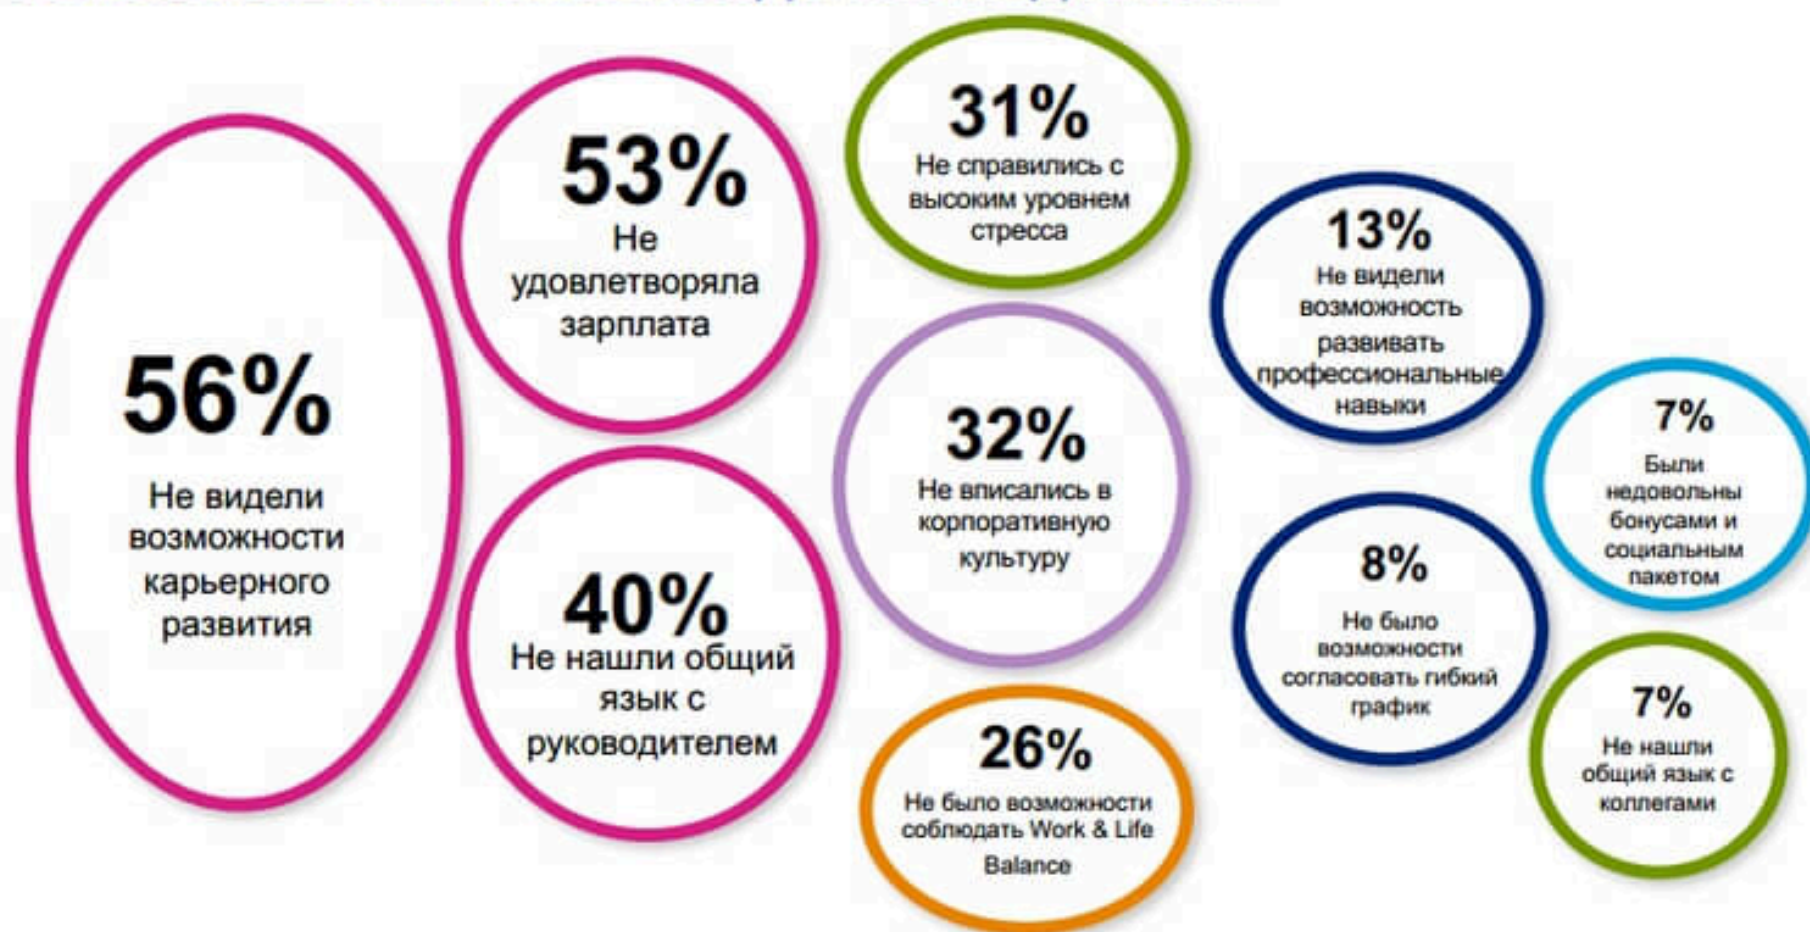 56%
Не видели
возможности
карьерного
развития
53%
Не
удовлетворяла
зарплата
40%
Не нашли общий
язык с
руководителем
31%
Не справились с
высоким уровнем
стресса
32%
Не вписались в
корпоративную
культуру
26%
Не было возможности
соблюдать Work & Life
Balance
13%
Не видели
возможность
развивать
профессиональные
навыки
8%
Не было
возможности
согласовать гибкий
график
7%
Были
недовольны
бонусами и
социальным
пакетом
7%
Не нашли
общий язык с
коллегами